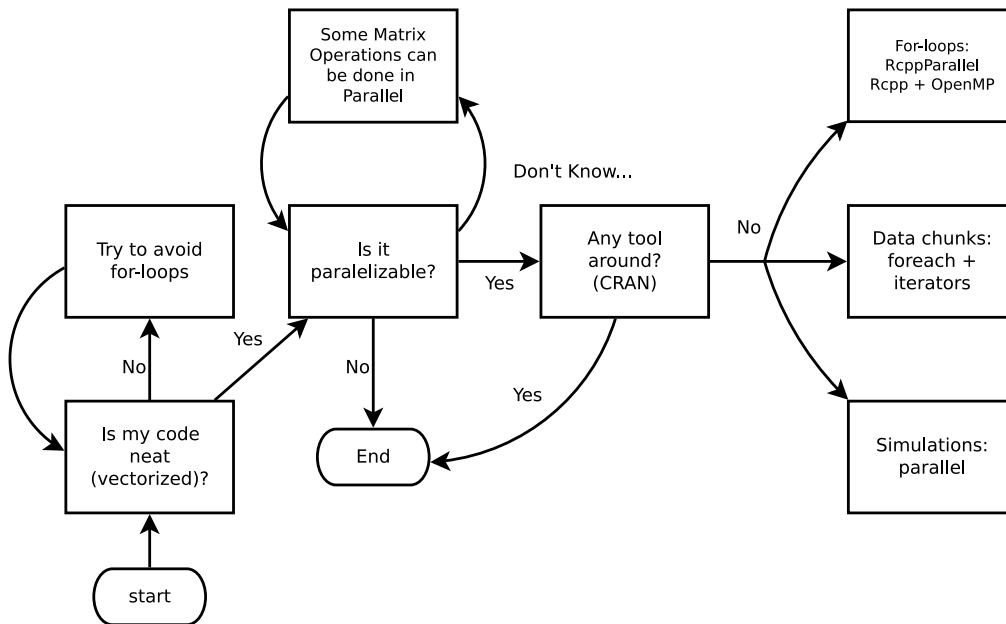 Some Matrix
Operations can
be done in
Parallel
For-loops:
RcppParallel
Rcpp + OpenMP
Don't Know...
Try to avoid
for-loops
Is it
paralelizable?
Yes
Any tool
around?
(CRAN)
No
Data chunks:
foreach +
iterators
No
Yes
No
Yes
Is my code
neat
(vectorized)?
End
Simulations:
parallel
start